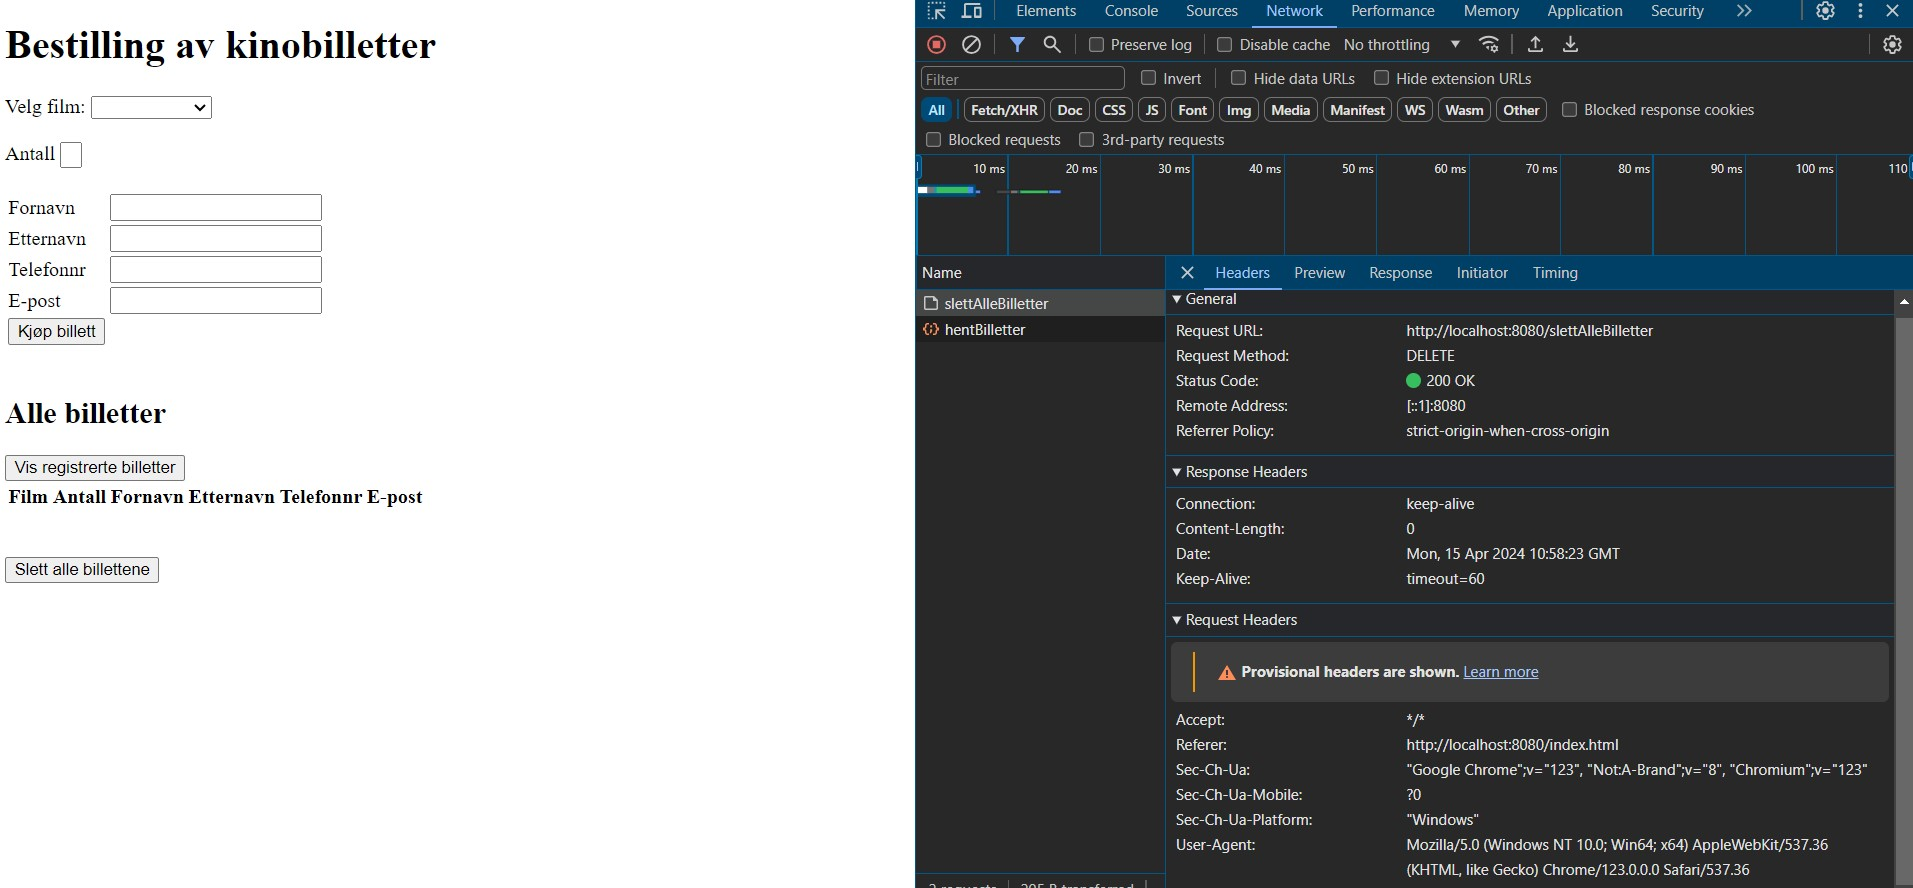 Bestilling av kinobilletter
Velg film:
Antall
Fornavn
Etternavn
Telefonnr
E-post
Kjøp billett
Alle billetter
Vis registrerte billetter
Film Antall Fornavn Etternavn Telefonnr E-post
Slett alle billettene
Elements Console Sources Network Performance Memory Application Security
Preserve log Disable cache No throttling
Filter Invert Hide data URLs Hide extension URLs
All Fetch/XHR Doc CSS JS Font Img Media Manifest WS Wasm Other Blocked response cookies
Blocked requests 3rd-party requests
10 ms 20 ms 30 ms 40 ms 50 ms 60 ms 70 ms 80 ms 90 ms 100 ms 110
Name
slettAlleBilletter
hentBilletter
Headers Preview Response Initiator Timing
General
Request URL: http://localhost:8080/slettAlleBilletter
Request Method: DELETE
Status Code: 200 OK
Remote Address: [::1]:8080
Referrer Policy: strict-origin-when-cross-origin
Response Headers
Connection: keep-alive
Content-Length: 0
Date: Mon, 15 Apr 2024 10:58:23 GMT
Keep-Alive: timeout=60
Request Headers
Provisional headers are shown. Learn more
Accept: */*
Referer: http://localhost:8080/index.html
Sec-Ch-Ua: "Google Chrome";v="123", "Not:A-Brand";v="8", "Chromium";v="123"
Sec-Ch-Ua-Mobile: ?0
Sec-Ch-Ua-Platform: "Windows"
User-Agent: Mozilla/5.0 (Windows NT 10.0; Win64; x64) AppleWebKit/537.36
(KHTML, like Gecko) Chrome/123.0.0.0 Safari/537.36